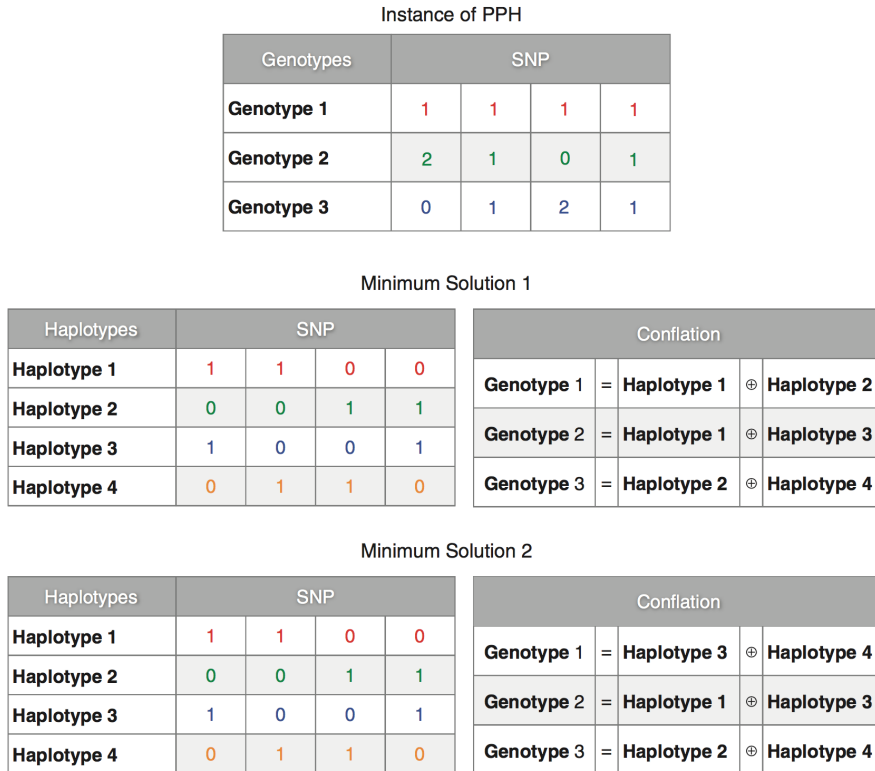 Instance of PPH
Genotypes SNP
Genotype 1 1 1 1 1
Genotype 2 2 1 0 1
Genotype 3 0 1 2 1
Minimum Solution 1
Haplotypes SNP
Haplotype 1 1 1 0 0
Haplotype 2 0 0 1 1
Haplotype 3 1 0 0 1
Haplotype 4 0 1 1 0
Conflation
Genotype 1 = Haplotype 1 ⊕ Haplotype 2
Genotype 2 = Haplotype 1 ⊕ Haplotype 3
Genotype 3 = Haplotype 2 ⊕ Haplotype 4
Minimum Solution 2
Haplotypes SNP
Haplotype 1 1 1 0 0
Haplotype 2 0 0 1 1
Haplotype 3 1 0 0 1
Haplotype 4 0 1 1 0
Conflation
Genotype 1 = Haplotype 3 ⊕ Haplotype 4
Genotype 2 = Haplotype 1 ⊕ Haplotype 3
Genotype 3 = Haplotype 2 ⊕ Haplotype 4